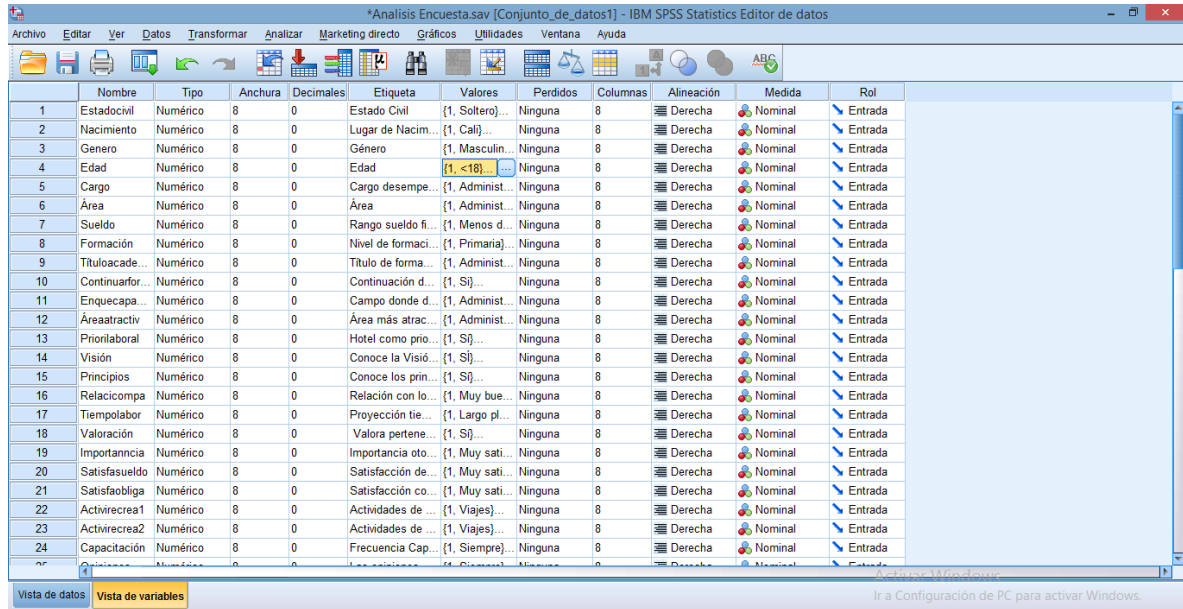 *Analisis Encuesta.sav [Conjunto_de_datos1] - IBM SPSS Statistics Editor de datos
Archivo Editar Ver Datos Transformar Analizar Marketing directo Gráficos Utilidades Ventana Ayuda
Nombre Tipo Anchura Decimales Etiqueta Valores Perdidos Columnas Alineación Medida Rol
1 Estadocivil Numérico 8 0 Estado Civil {1, Soltero}... Ninguna 8 Derecha Nominal Entrada
2 Nacimiento Numérico 8 0 Lugar de Nacim... {1, Cali}... Ninguna 8 Derecha Nominal Entrada
3 Genero Numérico 8 0 Género {1, Masculin... Ninguna 8 Derecha Nominal Entrada
4 Edad Numérico 8 0 Edad {1, <18}... ... Ninguna 8 Derecha Nominal Entrada
5 Cargo Numérico 8 0 Cargo desempe... {1, Administ... Ninguna 8 Derecha Nominal Entrada
6 Área Numérico 8 0 Área {1, Administ... Ninguna 8 Derecha Nominal Entrada
7 Sueldo Numérico 8 0 Rango sueldo fi... {1, Menos d... Ninguna 8 Derecha Nominal Entrada
8 Formación Numérico 8 0 Nivel de formaci... {1, Primaria}... Ninguna 8 Derecha Nominal Entrada
9 Títuloacade... Numérico 8 0 Título de forma... {1, Administ... Ninguna 8 Derecha Nominal Entrada
10 Continuarfor... Numérico 8 0 Continuación d... {1, Si}... Ninguna 8 Derecha Nominal Entrada
11 Enquecapa... Numérico 8 0 Campo donde d... {1, Administ... Ninguna 8 Derecha Nominal Entrada
12 Áreaatractiv Numérico 8 0 Área más atrac... {1, Administ... Ninguna 8 Derecha Nominal Entrada
13 Priorilaboral Numérico 8 0 Hotel como prio... {1, Sí}... Ninguna 8 Derecha Nominal Entrada
14 Visión Numérico 8 0 Conoce la Visió... {1, SÍ}... Ninguna 8 Derecha Nominal Entrada
15 Principios Numérico 8 0 Conoce los prin... {1, Sí}... Ninguna 8 Derecha Nominal Entrada
16 Relacicompa Numérico 8 0 Relación con lo... {1, Muy bue... Ninguna 8 Derecha Nominal Entrada
17 Tiempolabor Numérico 8 0 Proyección tie... {1, Largo pl... Ninguna 8 Derecha Nominal Entrada
18 Valoración Numérico 8 0 Valora pertene... {1, Sí}... Ninguna 8 Derecha Nominal Entrada
19 Importanncia Numérico 8 0 Importancia oto... {1, Muy sati... Ninguna 8 Derecha Nominal Entrada
20 Satisfasueldo Numérico 8 0 Satisfacción de... {1, Muy sati... Ninguna 8 Derecha Nominal Entrada
21 Satisfaobliga Numérico 8 0 Satisfacción co... {1, Muy sati... Ninguna 8 Derecha Nominal Entrada
22 Activirecrea1 Numérico 8 0 Actividades de ... {1, Viajes}... Ninguna 8 Derecha Nominal Entrada
23 Activirecrea2 Numérico 8 0 Actividades de ... {1, Viajes}... Ninguna 8 Derecha Nominal Entrada
24 Capacitación Numérico 8 0 Frecuencia Cap... {1, Siempre}... Ninguna 8 Derecha Nominal Entrada
Activar Windows
Vista de datos Vista de variables Ir a Configuración de PC para activar Windows.